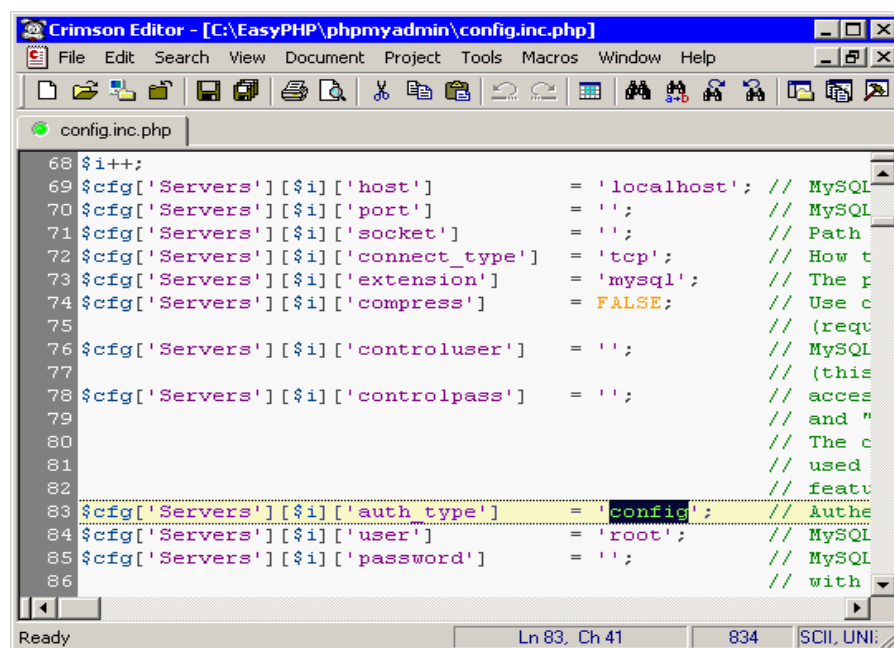 Crimson Editor - [C:\EasyPHP\phpmyadmin\config.inc.php]
File Edit Search View Document Project Tools Macros Window Help
config.inc.php
68 $i++;
69 $cfg['Servers'][$i]['host'] = 'localhost'; // MySQL
70 $cfg['Servers'][$i]['port'] = ''; // MySQL
71 $cfg['Servers'][$i]['socket'] = ''; // Path
72 $cfg['Servers'][$i]['connect_type'] = 'tcp'; // How t
73 $cfg['Servers'][$i]['extension'] = 'mysql'; // The p
74 $cfg['Servers'][$i]['compress'] = FALSE; // Use c
75 // (requ
76 $cfg['Servers'][$i]['controluser'] = ''; // MySQL
77 // (this
78 $cfg['Servers'][$i]['controlpass'] = ''; // acces
79 // and "
80 // The c
81 // used
82 // featu
83 $cfg['Servers'][$i]['auth_type'] = 'config'; // Authe
84 $cfg['Servers'][$i]['user'] = 'root'; // MySQL
85 $cfg['Servers'][$i]['password'] = ''; // MySQL
86 // with
Ready Ln 83, Ch 41 834 SCII, UNI